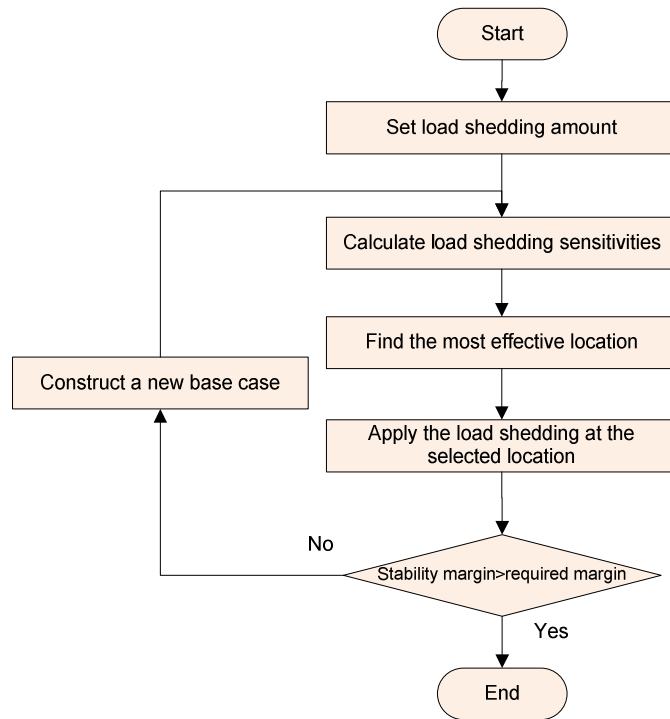 Start
Set load shedding amount
Calculate load shedding sensitivities
Find the most effective location
Construct a new base case
Apply the load shedding at the
selected location
No
Stability margin>required margin
Yes
End